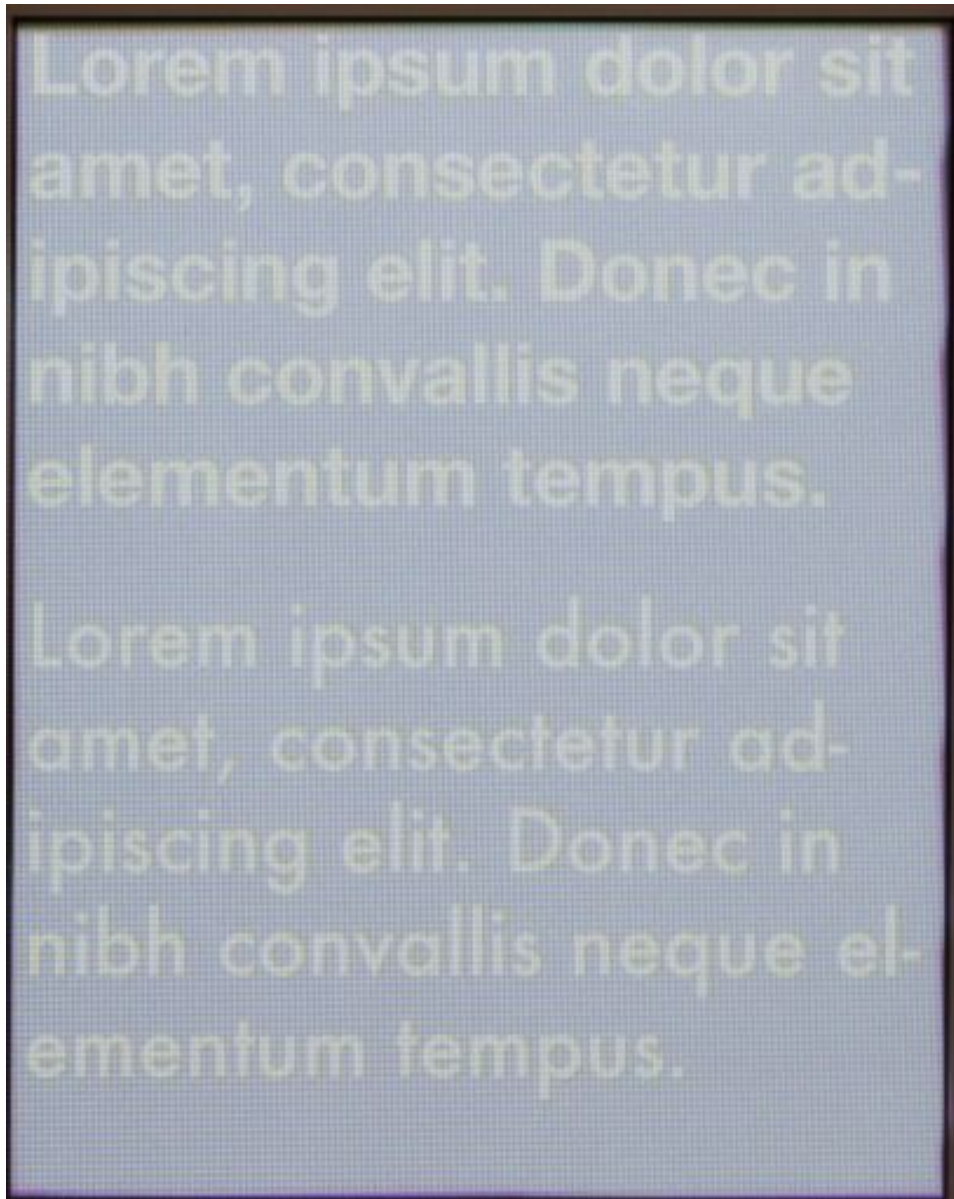 Lorem ipsum dolor sit
amet, consectetur ad-
ipiscing elit. Donec in
nibh convallis neque
elementum tempus.
Lorem ipsum dolor sit
amet, consectetur ad-
ipiscing elit. Donec in
nibh convallis neque el-
ementum tempus.